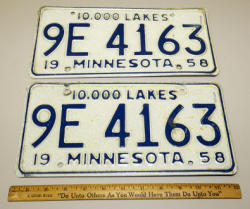 10,000 LAKES
9E 4163
19 MINNESOTA 58
10,000 LAKES
9E 4163
19 MINNESOTA 58
"Do Unto Others As You Would Have Them Do Unto You"